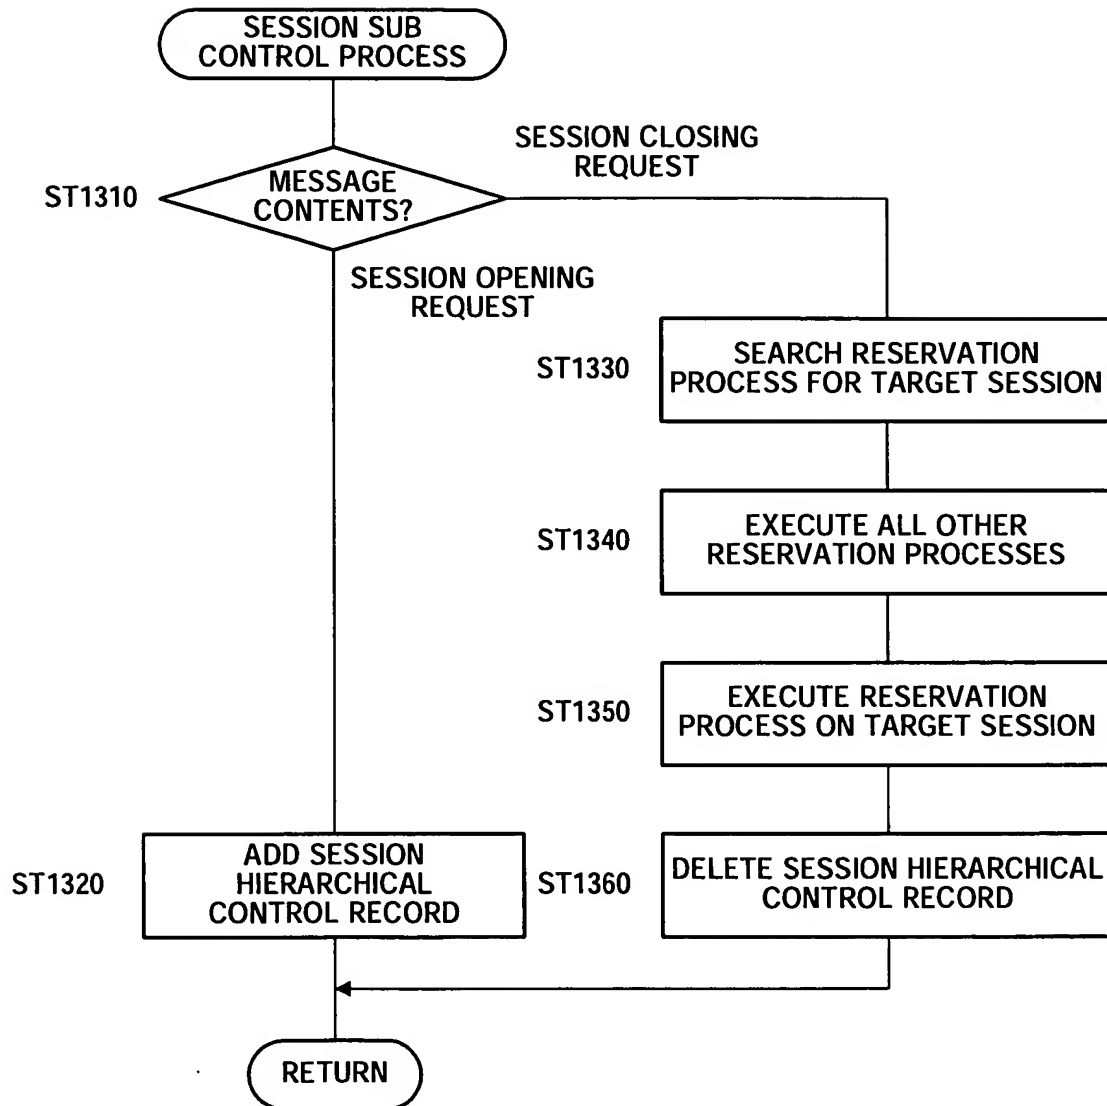 SESSION SUB
CONTROL PROCESS
SESSION CLOSING
REQUEST
ST1310
MESSAGE
CONTENTS?
SESSION OPENING
REQUEST
ST1330
SEARCH RESERVATION
PROCESS FOR TARGET SESSION
ST1340
EXECUTE ALL OTHER
RESERVATION PROCESSES
ST1350
EXECUTE RESERVATION
PROCESS ON TARGET SESSION
ST1320
ADD SESSION
HIERARCHICAL
CONTROL RECORD
ST1360
DELETE SESSION HIERARCHICAL
CONTROL RECORD
RETURN